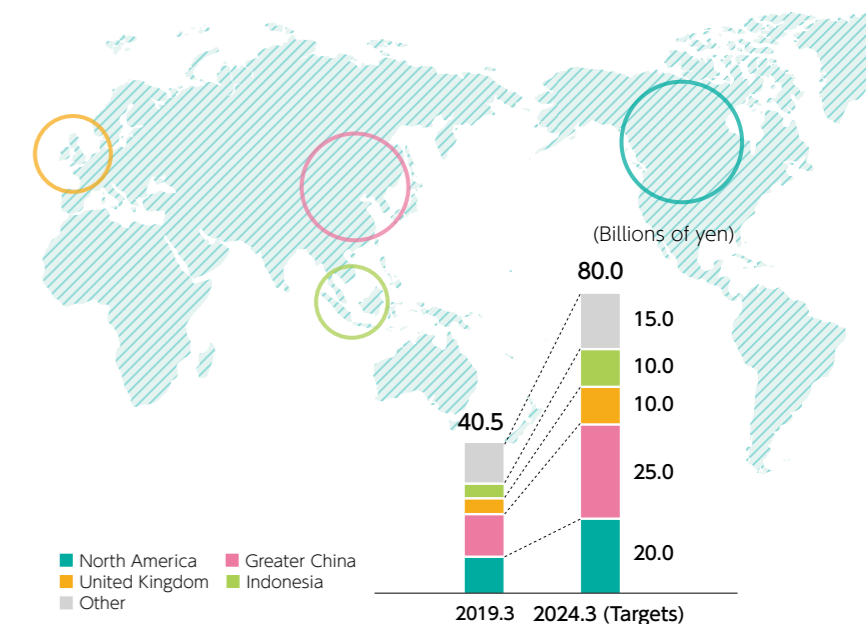 (Billions of yen)
80.0
15.0
10.0
10.0
40.5
25.0
20.0
North America Greater China
United Kingdom Indonesia
Other
2019.3 2024.3 (Targets)